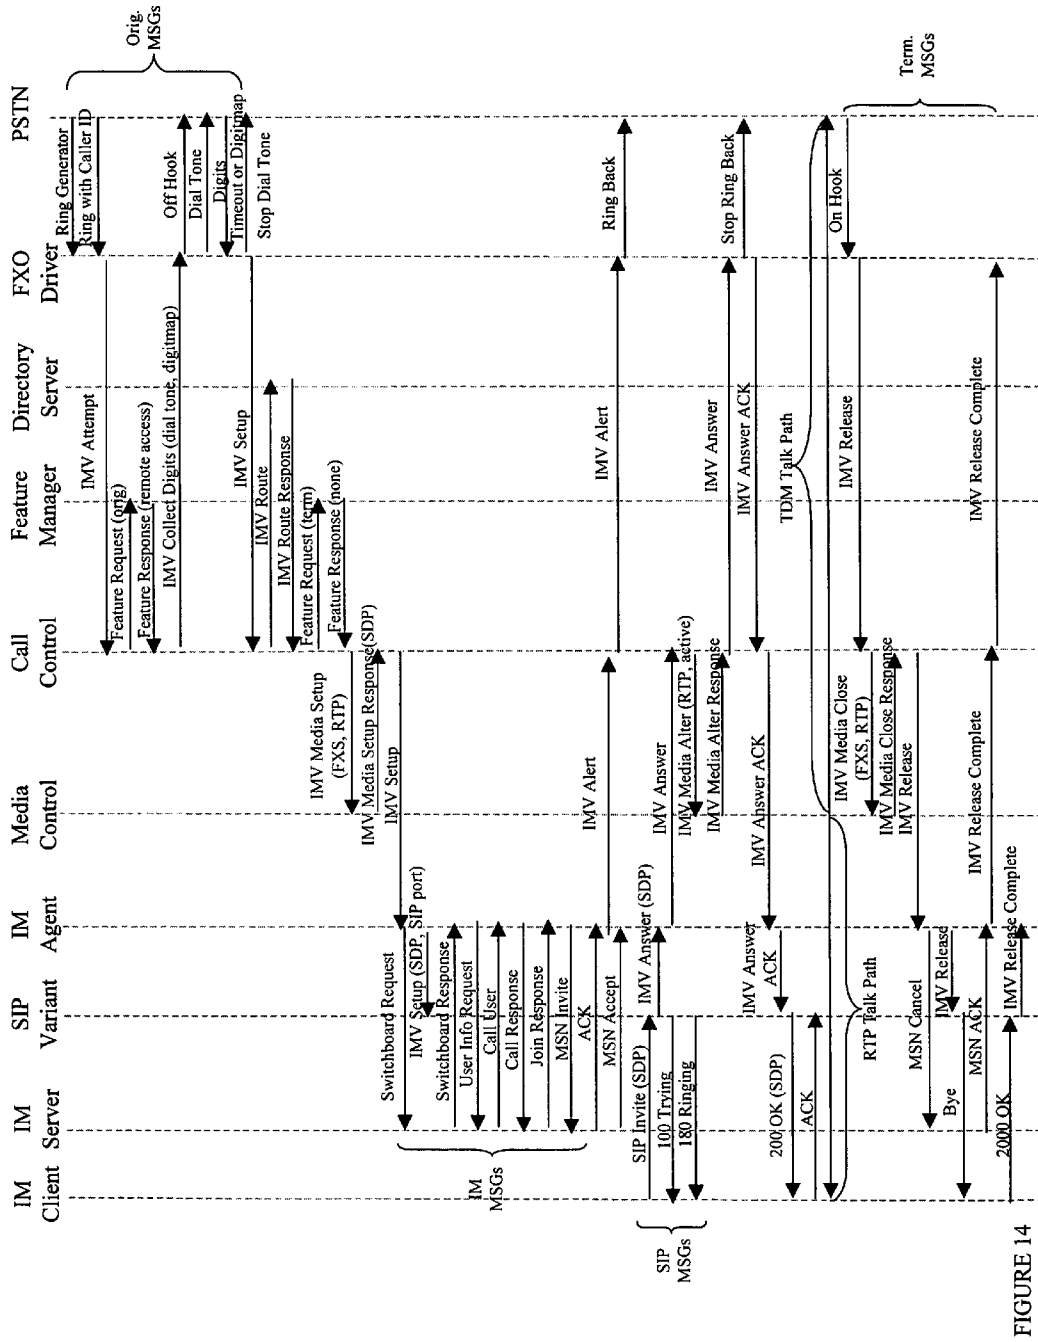 IM
Client
IM
Server
SIP
Variant
IM
Agent
Media
Control
Call
Control
Feature
Manager
Directory
Server
FXO
Driver
PSTN
Ring Generator
Ring with Caller ID
Orig.
MSGs
IMV Attempt
Feature Request (orig)
Feature Response (remote access)
IMV Collect Digits (dial tone, digitmap)
Off Hook
Dial Tone
Digits
Timeout or Digitmap
Stop Dial Tone
IMV Setup
IMV Route
IMV Route Response
Feature Request (term)
Feature Response (none)
IMV Media Setup
(FXS, RTP)
IMV Media Setup Response(SDP)
IMV Setup
Switchboard Request
IMV Setup (SDP, SIP port)
Switchboard Response
User Info Request
Call User
Call Response
Join Response
MSN Invite
ACK
MSN Accept
IM
MSGs
IMV Alert
IMV Alert
Ring Back
SIP Invite (SDP)
100 Trying
180 Ringing
SIP
MSGs
IMV Answer (SDP)
IMV Answer
IMV Media Alter (RTP, active)
IMV Media Alter Response
IMV Answer
Stop Ring Back
IMV Answer ACK
IMV Answer ACK
IMV Answer
ACK
200 OK (SDP)
ACK
TDM Talk Path
RTP Talk Path
On Hook
Term.
MSGs
IMV Release
IMV Media Close
(FXS, RTP)
IMV Media Close Response
IMV Release
MSN Cancel
IMV Release
Bye
MSN ACK
IMV Release Complete
IMV Release Complete
2000 OK
IMV Release Complete
FIGURE 14